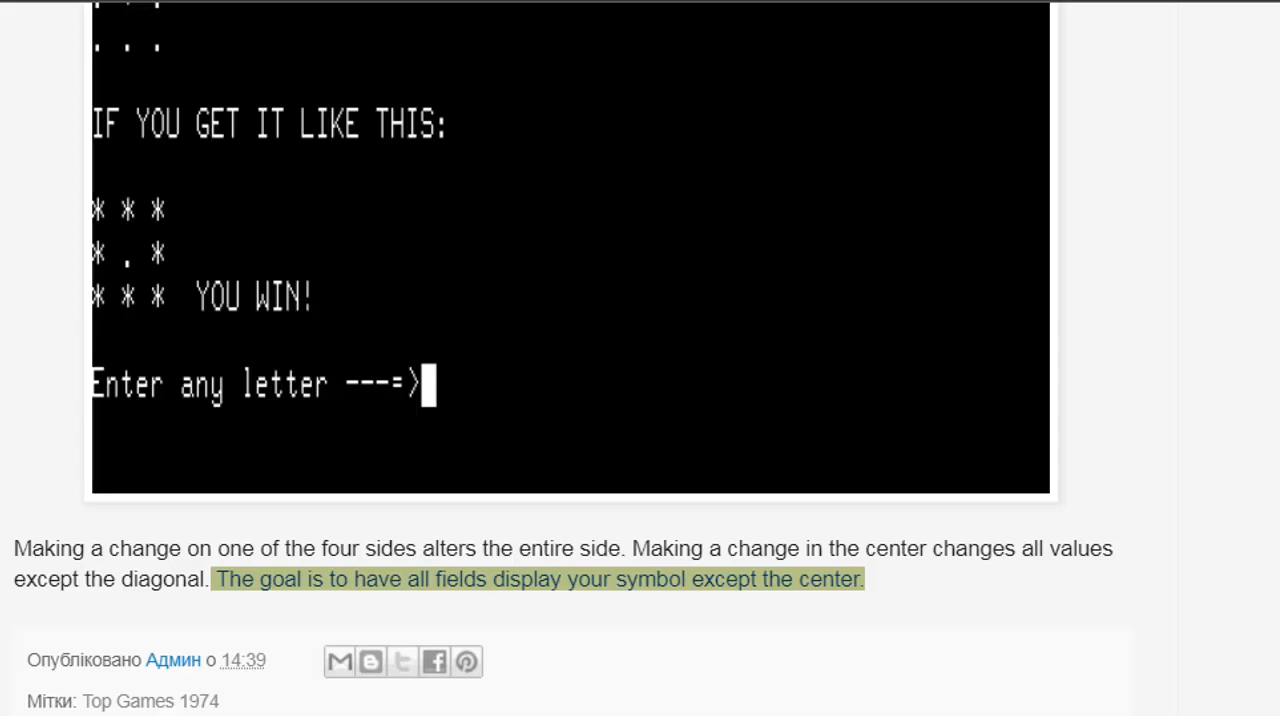 . . .
IF YOU GET IT LIKE THIS:
* * *
* . *
* * *  YOU WIN!
Enter any letter ---=>
Making a change on one of the four sides alters the entire side. Making a change in the center changes all values
except the diagonal. The goal is to have all fields display your symbol except the center.
Опубліковано Админ о 14:39
Мітки: Top Games 1974